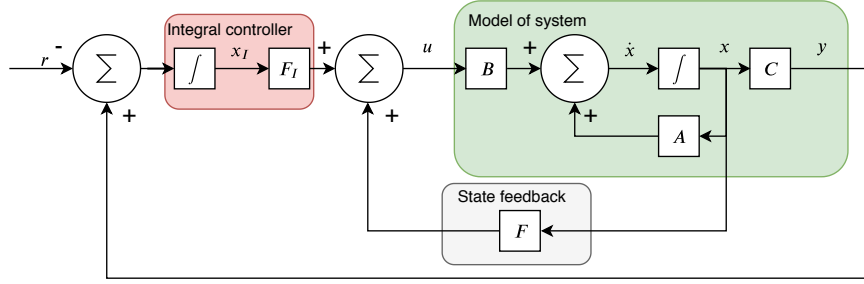 Integral controller
Model of system
r
-
∑
∫
x_I
F_I
+
∑
u
B
+
∑
ẋ
∫
x
C
y
+
+
+
A
State feedback
F